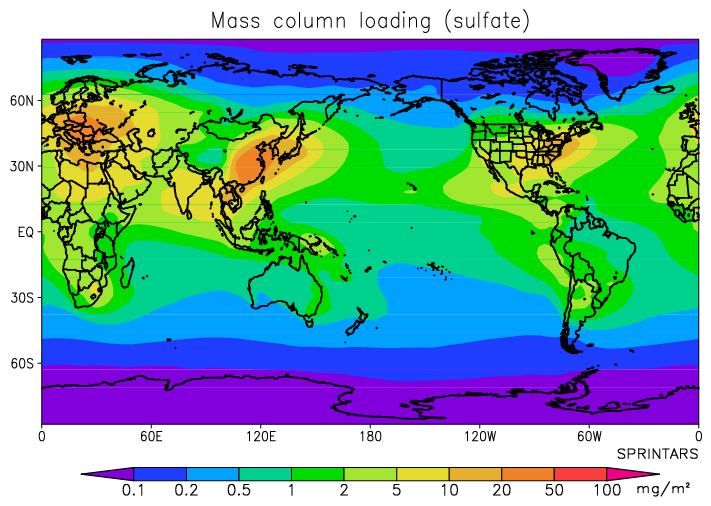 Mass column loading (sulfate)
60N
30N
EQ
30S
60S
0 60E 120E 180 120W 60W 0
SPRINTARS
0.1 0.2 0.5 1 2 5 10 20 50 100 mg/m²